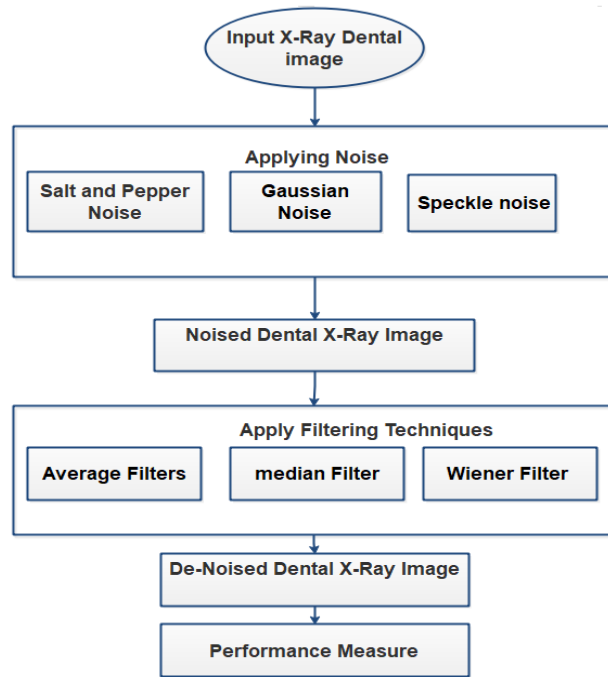 Input X-Ray Dental
image
Applying Noise
Salt and Pepper
Noise
Gaussian
Noise
Speckle noise
Noised Dental X-Ray Image
Apply Filtering Techniques
Average Filters
median Filter
Wiener Filter
De-Noised Dental X-Ray Image
Performance Measure